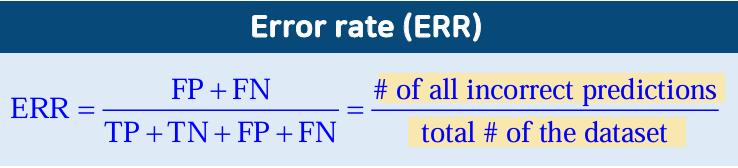 Error rate (ERR)
ERR = (FP + FN) / (TP + TN + FP + FN) = # of all incorrect predictions / total # of the dataset